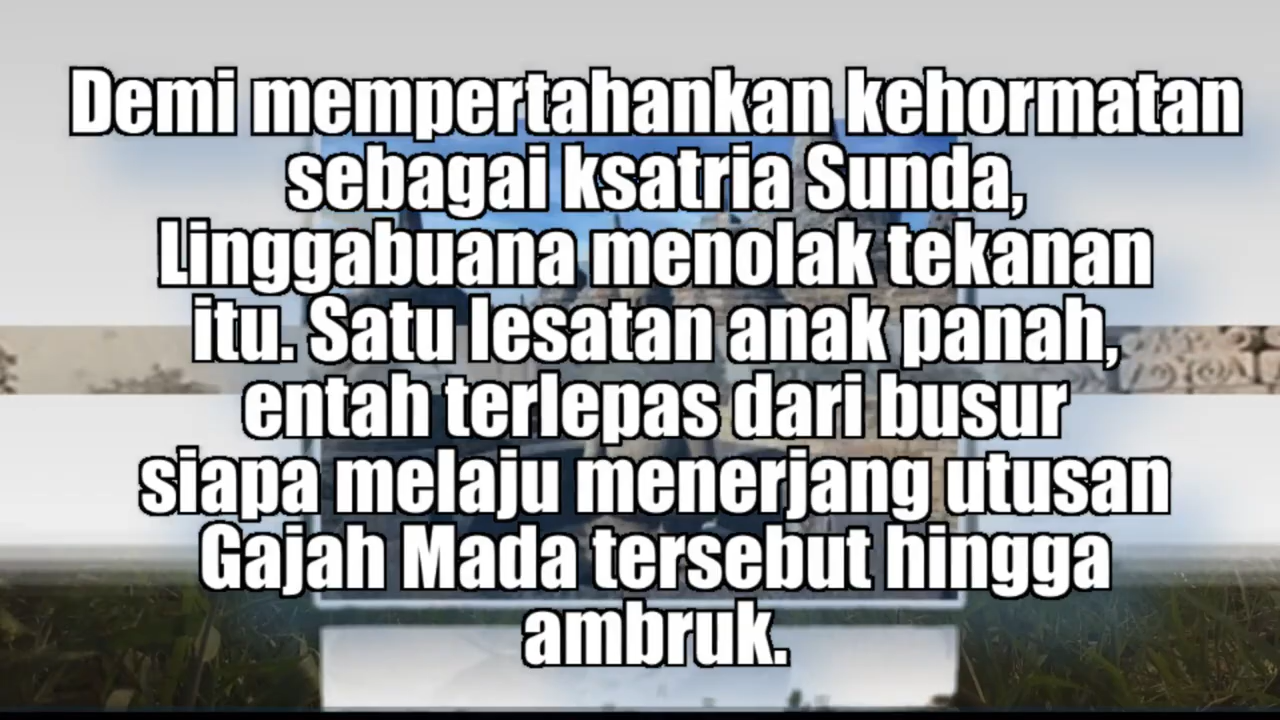 Demi mempertahankan kehormatan
sebagai ksatria Sunda,
Linggabuana menolak tekanan
itu. Satu lesatan anak panah,
entah terlepas dari busur
siapa melaju menerjang utusan
Gajah Mada tersebut hingga
ambruk.